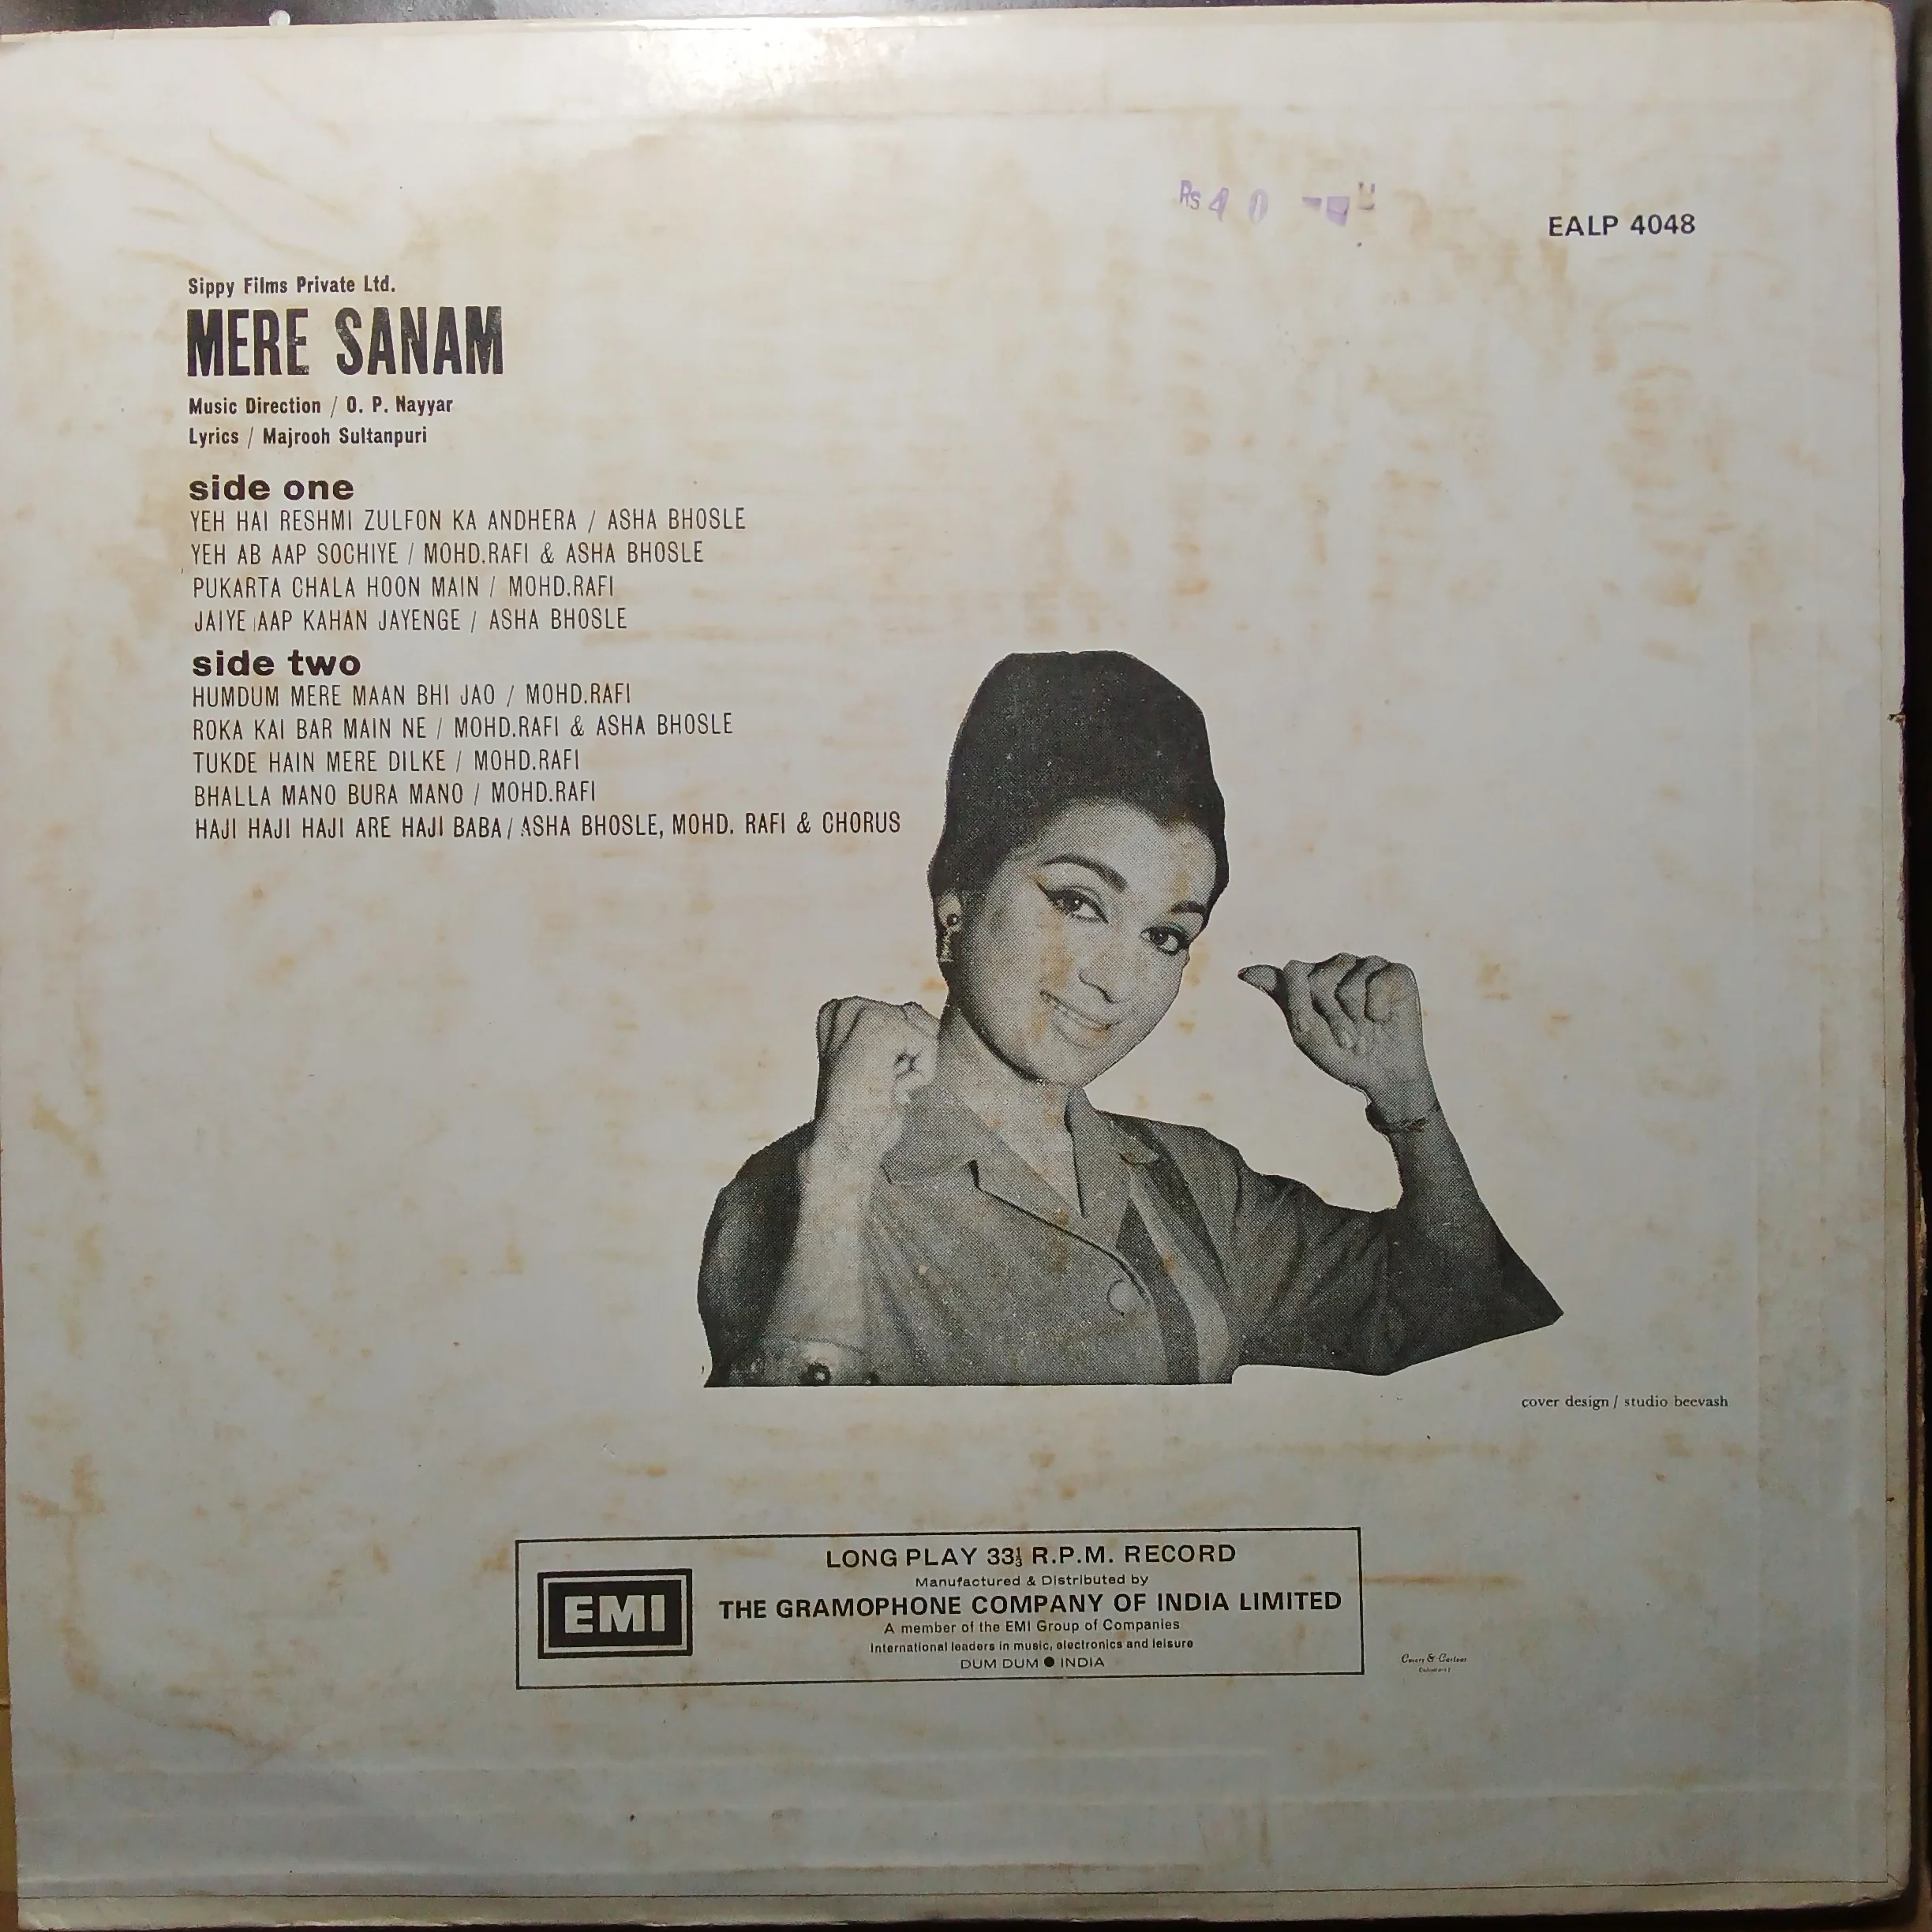 Rs 40
EALP 4048
Sippy Films Private Ltd.
MERE SANAM
Music Direction / O. P. Nayyar
Lyrics / Majrooh Sultanpuri
side one
YEH HAI RESHMI ZULFON KA ANDHERA / ASHA BHOSLE
YEH AB AAP SOCHIYE / MOHD.RAFI & ASHA BHOSLE
PUKARTA CHALA HOON MAIN / MOHD.RAFI
JAIYE AAP KAHAN JAYENGE / ASHA BHOSLE
side two
HUMDUM MERE MAAN BHI JAO / MOHD.RAFI
ROKA KAI BAR MAIN NE / MOHD.RAFI & ASHA BHOSLE
TUKDE HAIN MERE DILKE / MOHD.RAFI
BHALLA MANO BURA MANO / MOHD.RAFI
HAJI HAJI HAJI ARE HAJI BABA / ASHA BHOSLE, MOHD. RAFI & CHORUS
cover design / studio beevash
EMI
LONG PLAY 33⅓ R.P.M. RECORD
Manufactured & Distributed by
THE GRAMOPHONE COMPANY OF INDIA LIMITED
A member of the EMI Group of Companies
International leaders in music, electronics and leisure
DUM DUM ● INDIA